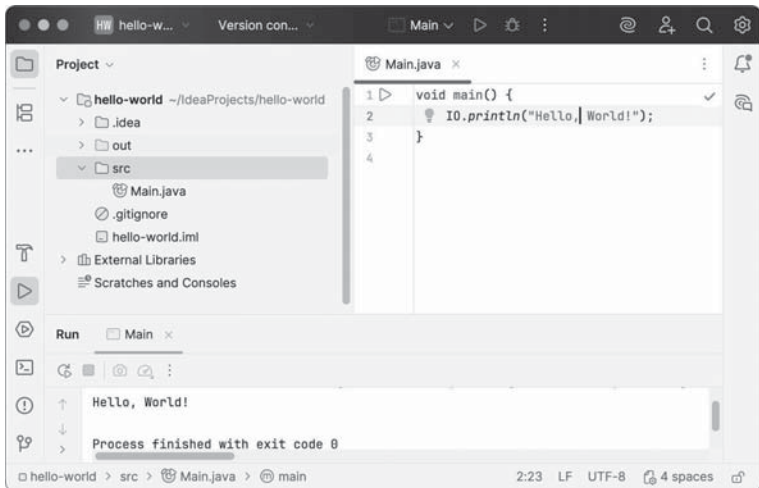 HW hello-w... Version con... Main
Project
hello-world ~/IdeaProjects/hello-world
.idea
out
src
Main.java
.gitignore
hello-world.iml
External Libraries
Scratches and Consoles
Main.java
1 void main() {
2 IO.println("Hello, World!");
3 }
4
Run Main
Hello, World!
Process finished with exit code 0
hello-world > src > Main.java > main 2:23 LF UTF-8 4 spaces